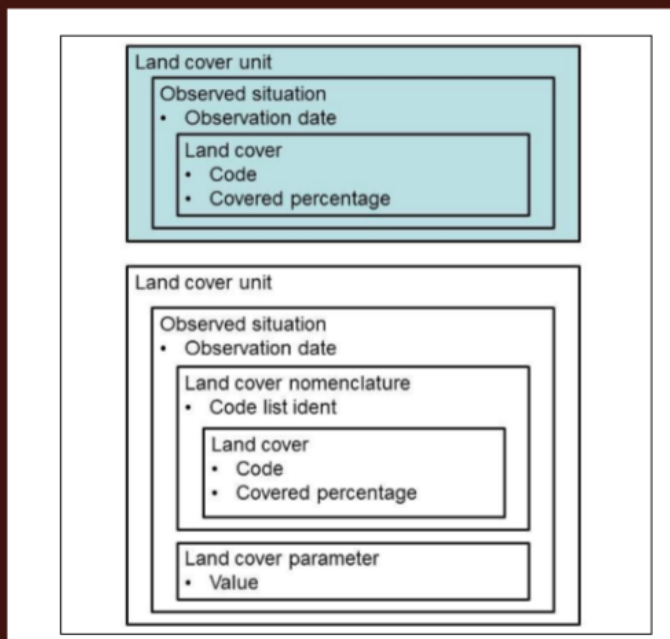 Land cover unit
Observed situation
• Observation date
Land cover
• Code
• Covered percentage
Land cover unit
Observed situation
• Observation date
Land cover nomenclature
• Code list ident
Land cover
• Code
• Covered percentage
Land cover parameter
• Value